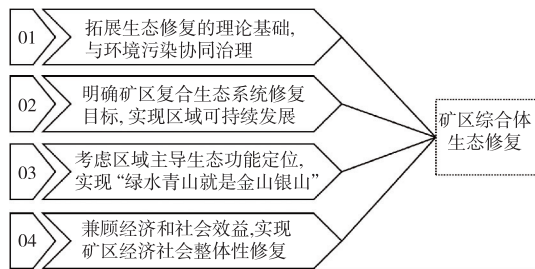 01
拓展生态修复的理论基础,
与环境污染协同治理
02
明确矿区复合生态系统修复
目标, 实现区域可持续发展
03
考虑区域主导生态功能定位,
实现 “绿水青山就是金山银山”
04
兼顾经济和社会效益,实现
矿区经济社会整体性修复
矿区综合体
生态修复